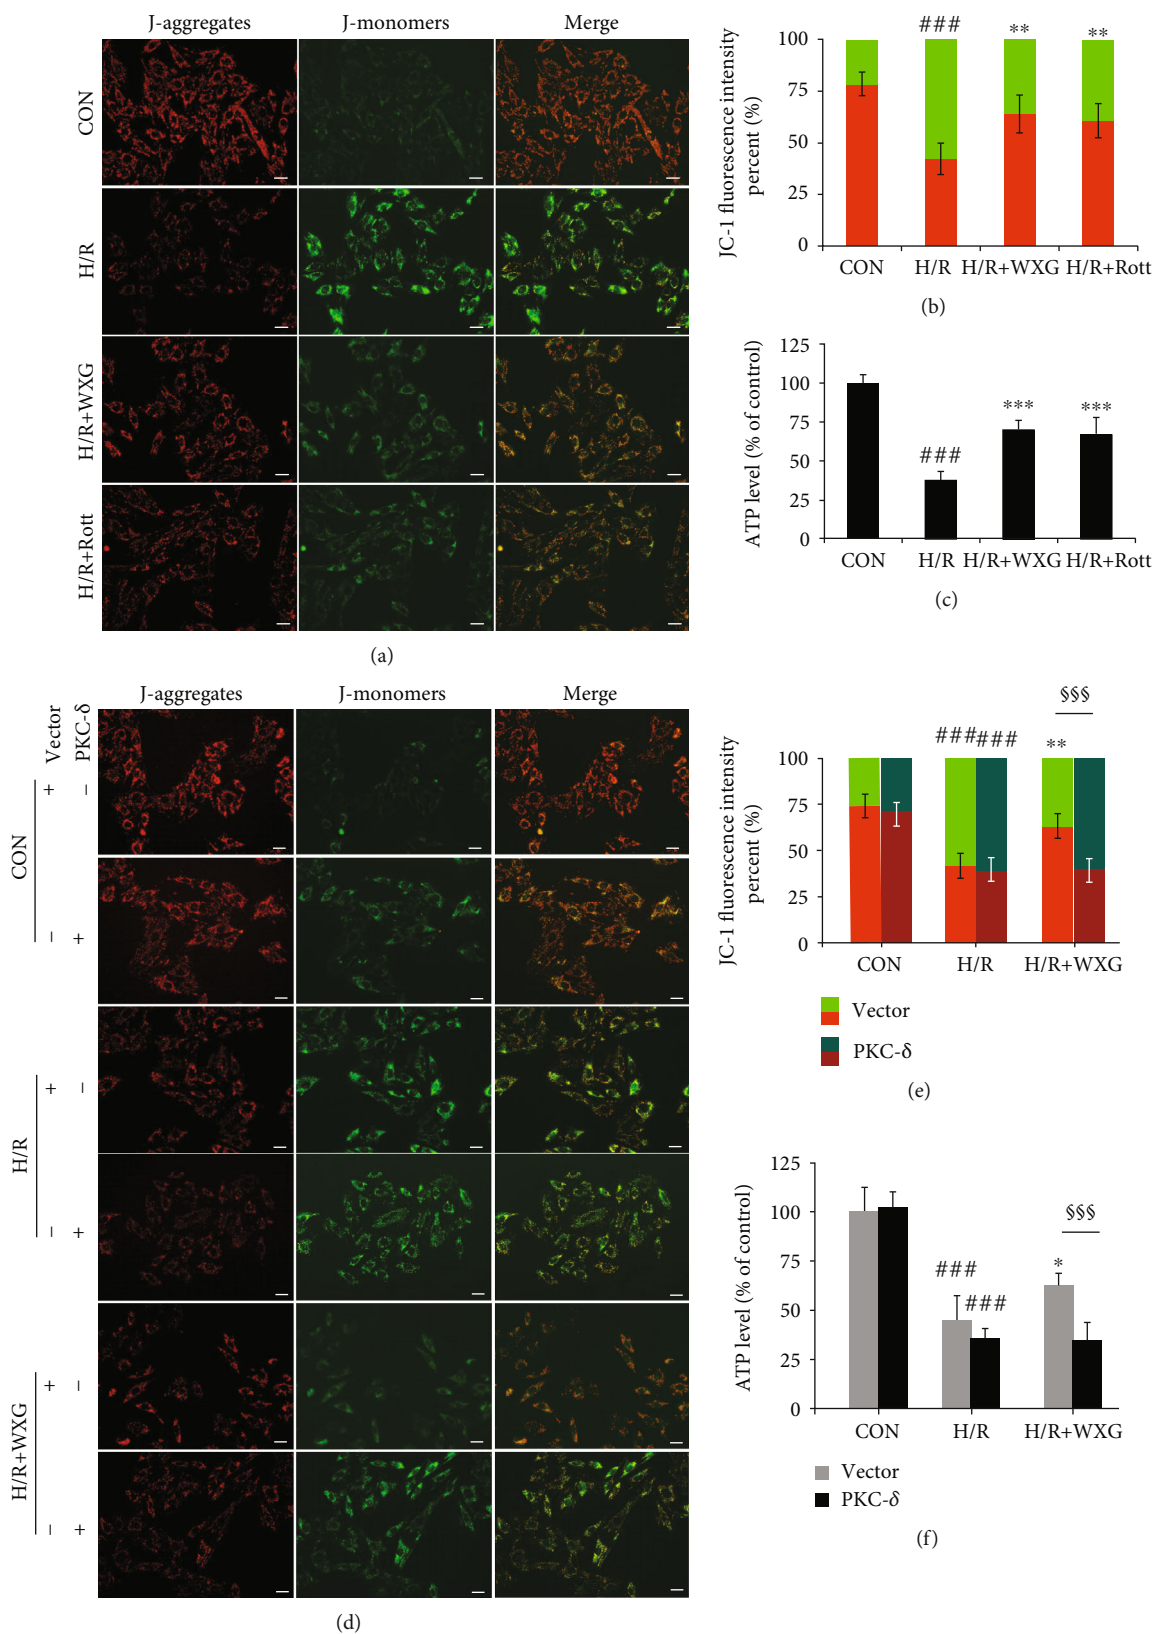 J-aggregates J-monomers Merge
CON
H/R
H/R+WXG
H/R+Rott
(a)
JC-1 fluorescence intensity
percent (%)
### ** **
100
75
50
25
0
CON H/R H/R+WXG H/R+Rott
(b)
ATP level (% of control)
125
100
75
50
25
0
###
***
***
CON H/R H/R+WXG H/R+Rott
(c)
J-aggregates J-monomers Merge
Vector
PKC-δ
CON
+ −
− +
H/R
+ −
− +
H/R+WXG
+ −
− +
(d)
JC-1 fluorescence intensity
percent (%)
§§§
### ### **
100
75
50
25
0
CON H/R H/R+WXG
Vector
PKC-δ
(e)
ATP level (% of control)
125
100
75
50
25
0
###
###
§§§
*
CON H/R H/R+WXG
Vector
PKC-δ
(f)